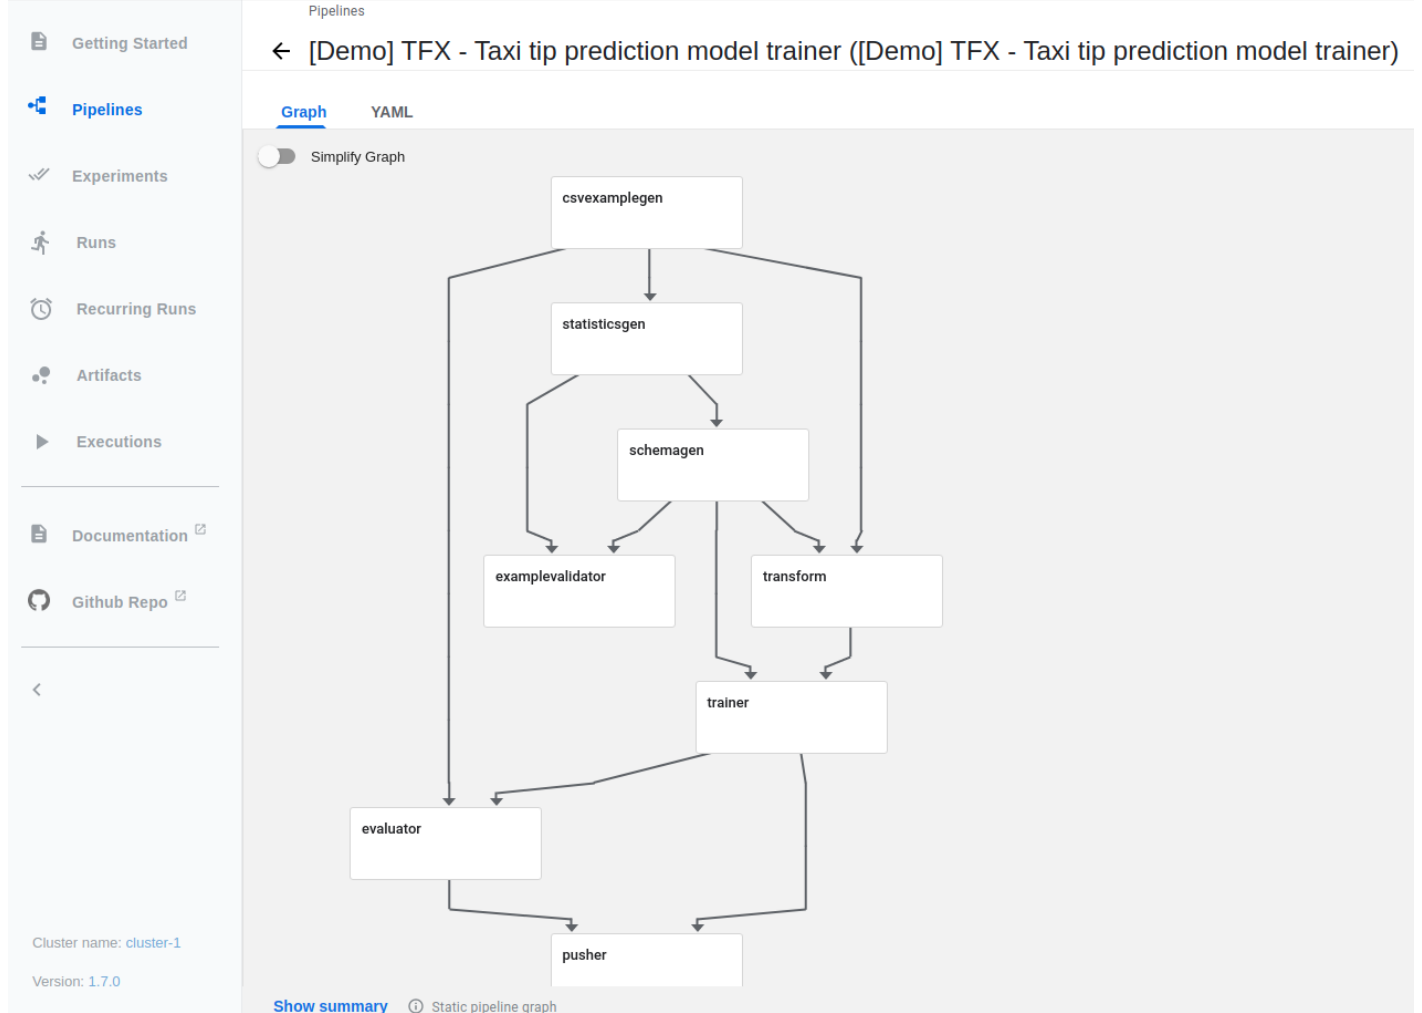 Getting Started
Pipelines
Experiments
Runs
Recurring Runs
Artifacts
Executions
Documentation
Github Repo
Cluster name: cluster-1
Version: 1.7.0
Pipelines
[Demo] TFX - Taxi tip prediction model trainer ([Demo] TFX - Taxi tip prediction model trainer)
Graph YAML
Simplify Graph
csvexamplegen
statisticsgen
schemagen
examplevalidator
transform
trainer
evaluator
pusher
Show summary Static pipeline graph